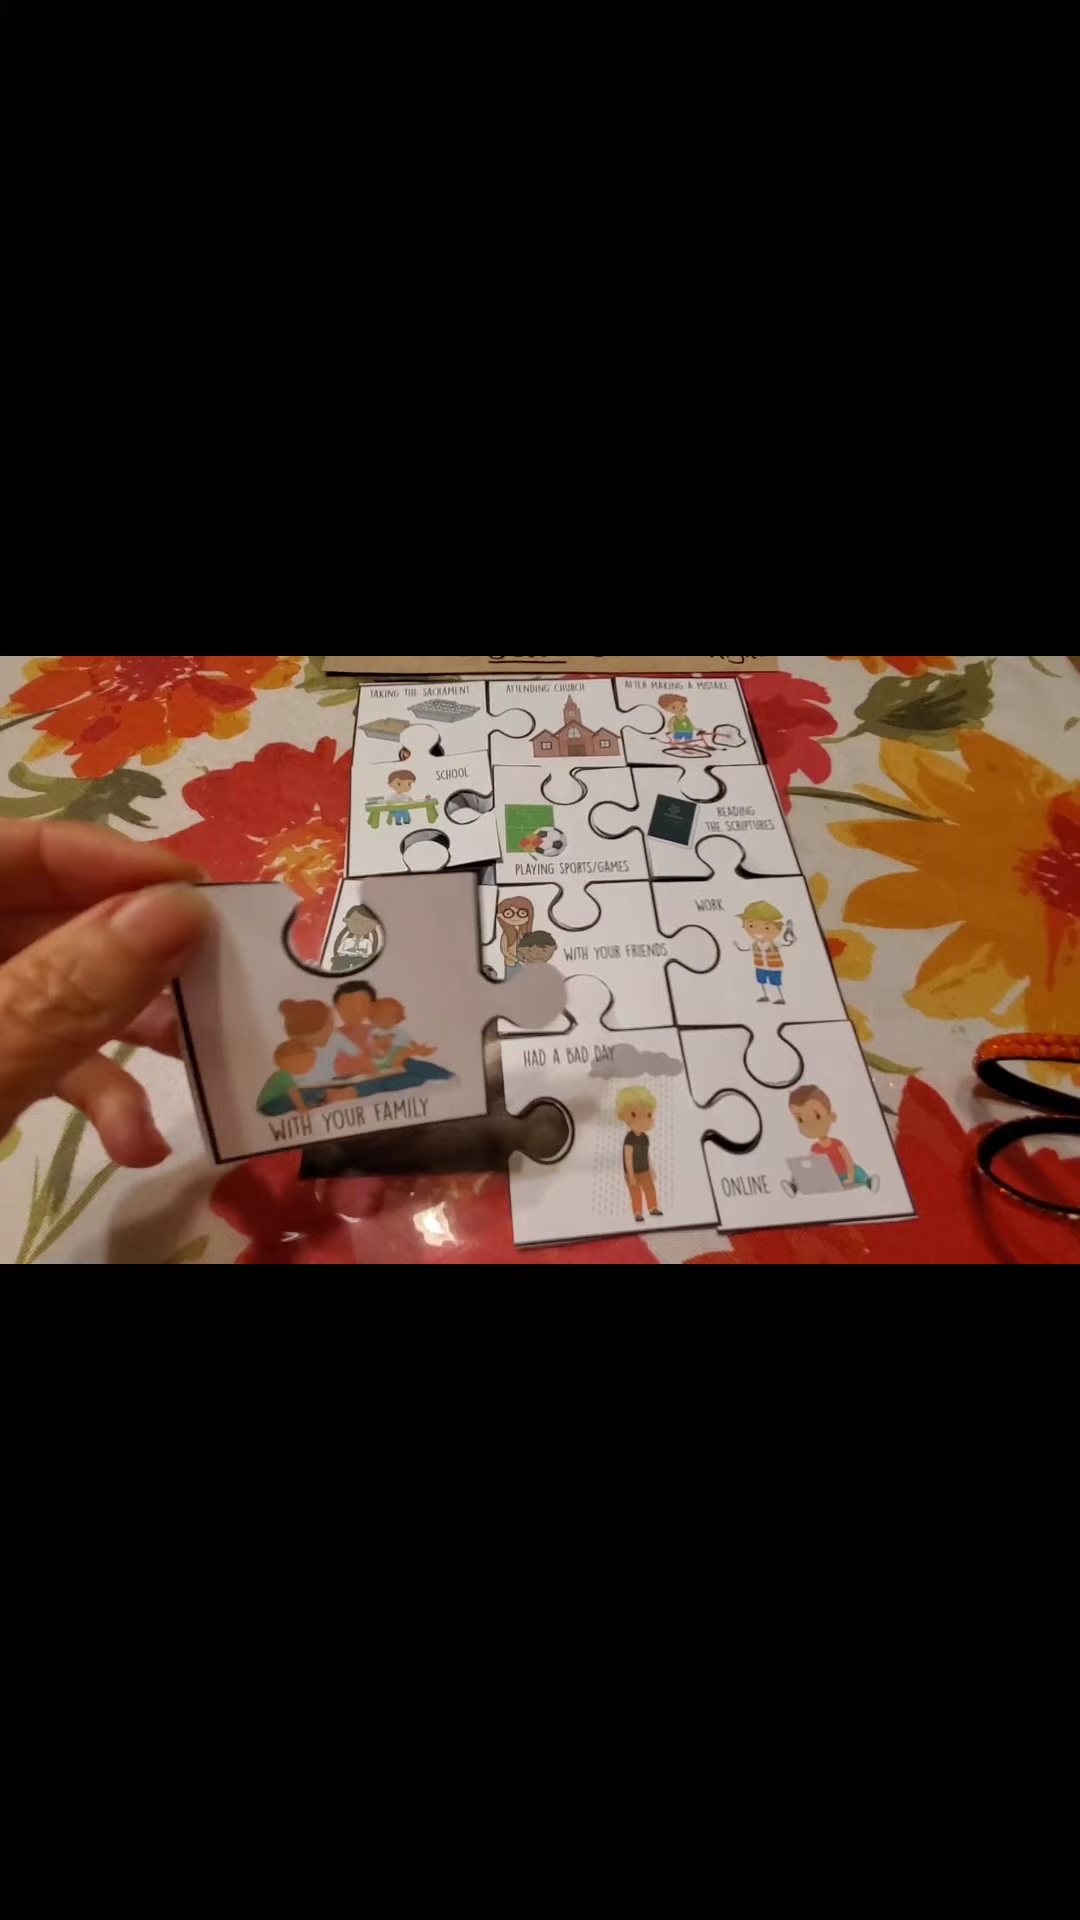 TAKING THE SACRAMENT
ATTENDING CHURCH
AFTER MAKING A MISTAKE
SCHOOL
PLAYING SPORTS/GAMES
READING
THE SCRIPTURES
WITH YOUR FRIENDS
WORK
WITH YOUR FAMILY
HAD A BAD DAY
ONLINE